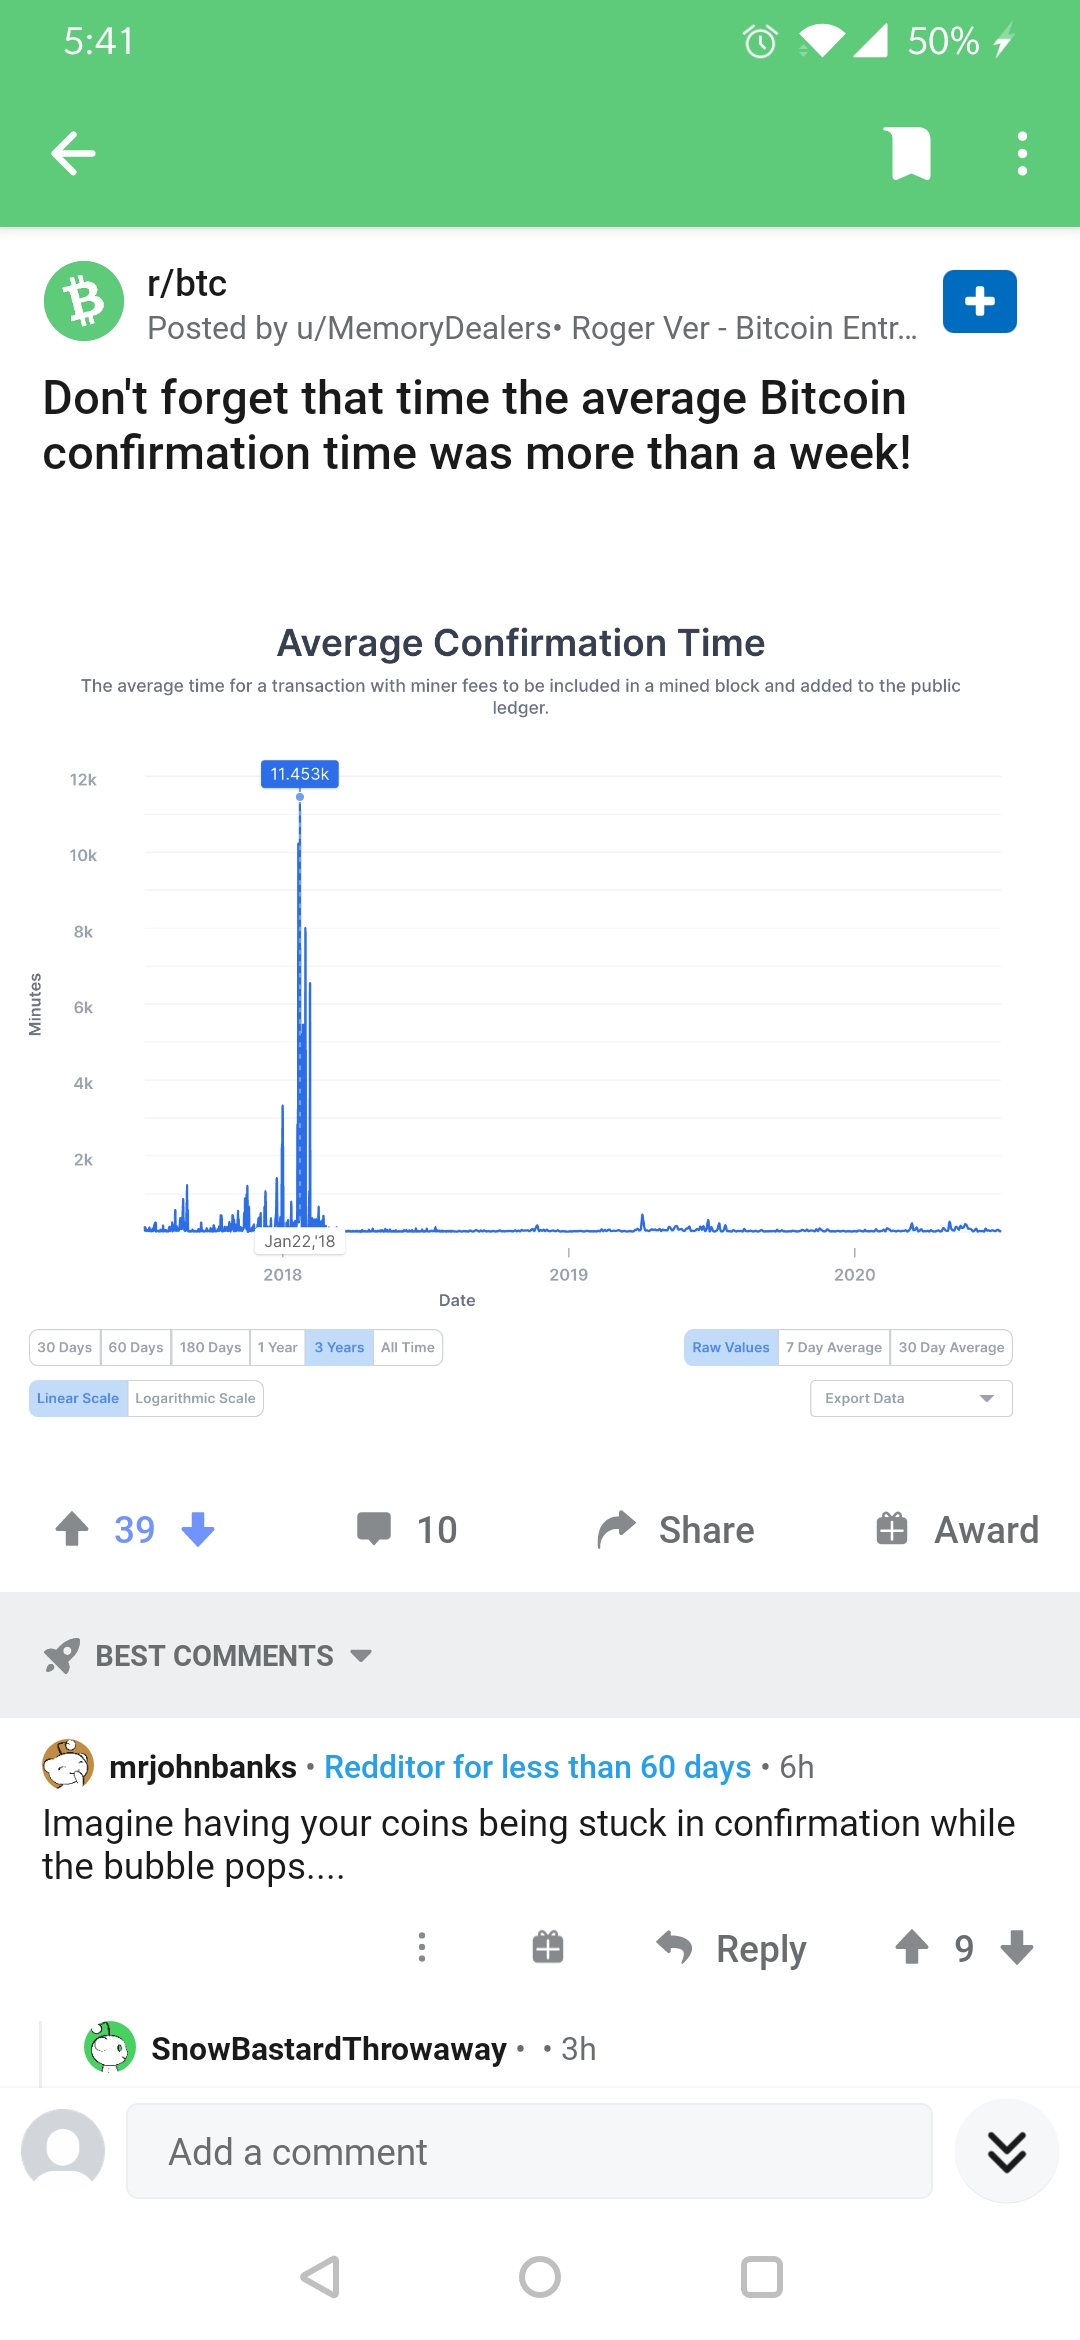 5:41
50%
r/btc
Posted by u/MemoryDealers• Roger Ver - Bitcoin Entr...
Don't forget that time the average Bitcoin
confirmation time was more than a week!
Average Confirmation Time
The average time for a transaction with miner fees to be included in a mined block and added to the public
ledger.
11.453k
12k
10k
8k
6k
4k
2k
Minutes
Jan22,'18
2018 2019 2020
Date
30 Days 60 Days 180 Days 1 Year 3 Years All Time Raw Values 7 Day Average 30 Day Average
Linear Scale Logarithmic Scale Export Data
39 10 Share Award
BEST COMMENTS
mrjohnbanks • Redditor for less than 60 days • 6h
Imagine having your coins being stuck in confirmation while
the bubble pops....
Reply 9
SnowBastardThrowaway • • 3h
Add a comment